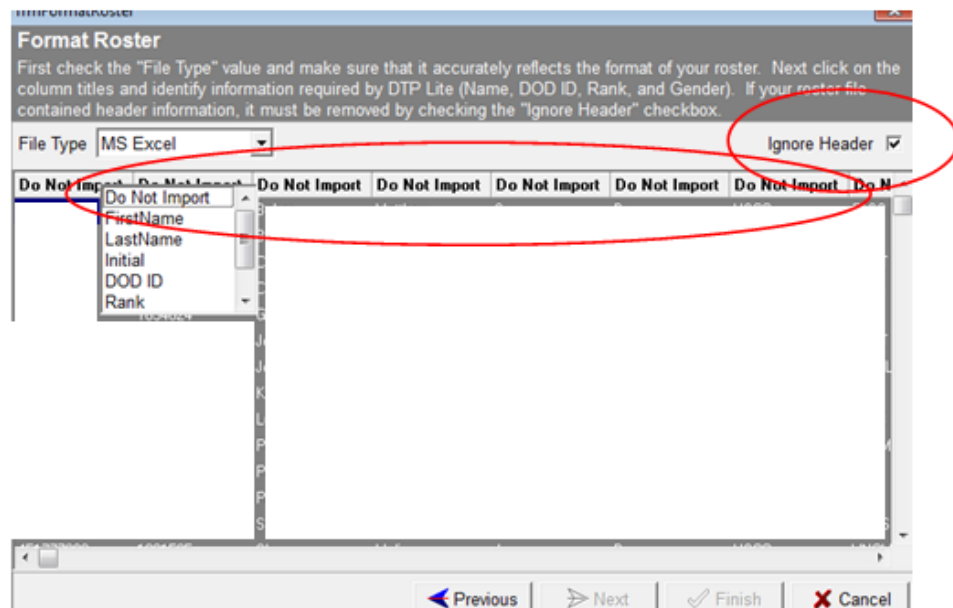 frmFormatRoster
Format Roster
First check the "File Type" value and make sure that it accurately reflects the format of your roster. Next click on the
column titles and identify information required by DTP Lite (Name, DOD ID, Rank, and Gender). If your roster file
contained header information, it must be removed by checking the "Ignore Header" checkbox.
File Type MS Excel Ignore Header
Do Not Import Do Not Import Do Not Import Do Not Import Do Not Import Do Not Import Do Not Import Do N
Do Not Import
FirstName
LastName
Initial
DOD ID
Rank
Previous Next Finish Cancel